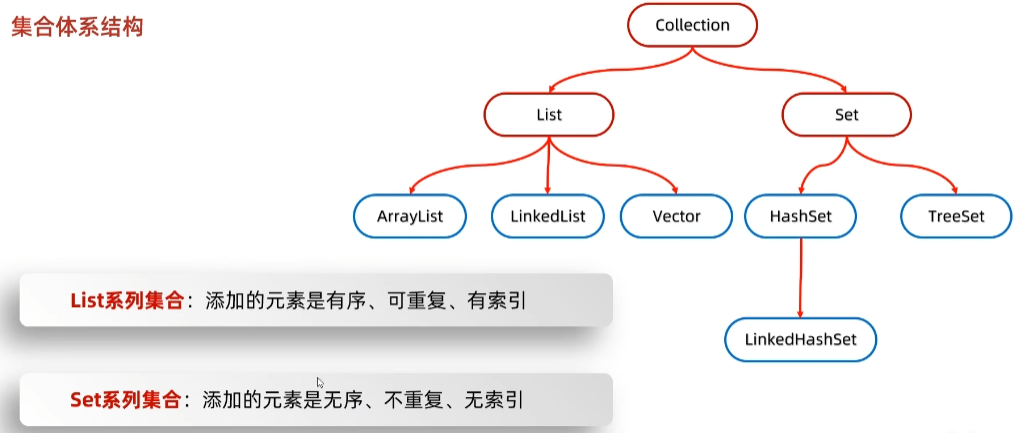 集合体系结构
Collection
List
Set
ArrayList
LinkedList
Vector
HashSet
TreeSet
List系列集合：添加的元素是有序、可重复、有索引
LinkedHashSet
Set系列集合：添加的元素是无序、不重复、无索引